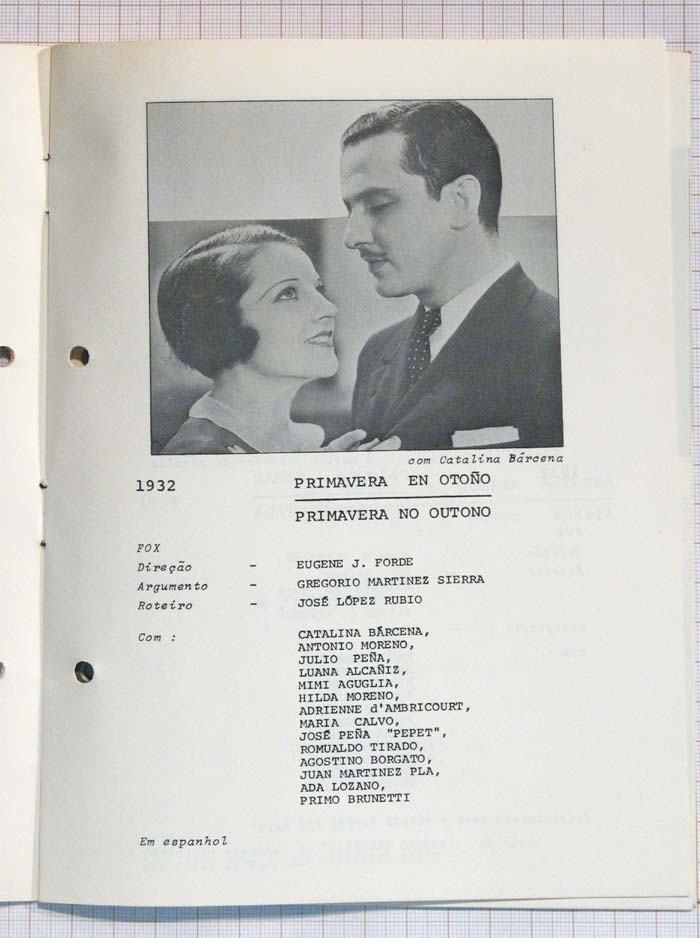 com Catalina Bárcena
1932 PRIMAVERA EN OTOÑO
PRIMAVERA NO OUTONO
FOX
Direção - EUGENE J. FORDE
Argumento - GREGORIO MARTINEZ SIERRA
Roteiro - JOSÉ LÓPEZ RUBIO
Com : CATALINA BÁRCENA,
ANTONIO MORENO,
JULIO PEÑA,
LUANA ALCAÑIZ,
MIMI AGUGLIA,
HILDA MORENO,
ADRIENNE d'AMBRICOURT,
MARIA CALVO,
JOSÉ PEÑA "PEPET",
ROMUALDO TIRADO,
AGOSTINO BORGATO,
JUAN MARTINEZ PLA,
ADA LOZANO,
PRIMO BRUNETTI
Em espanhol